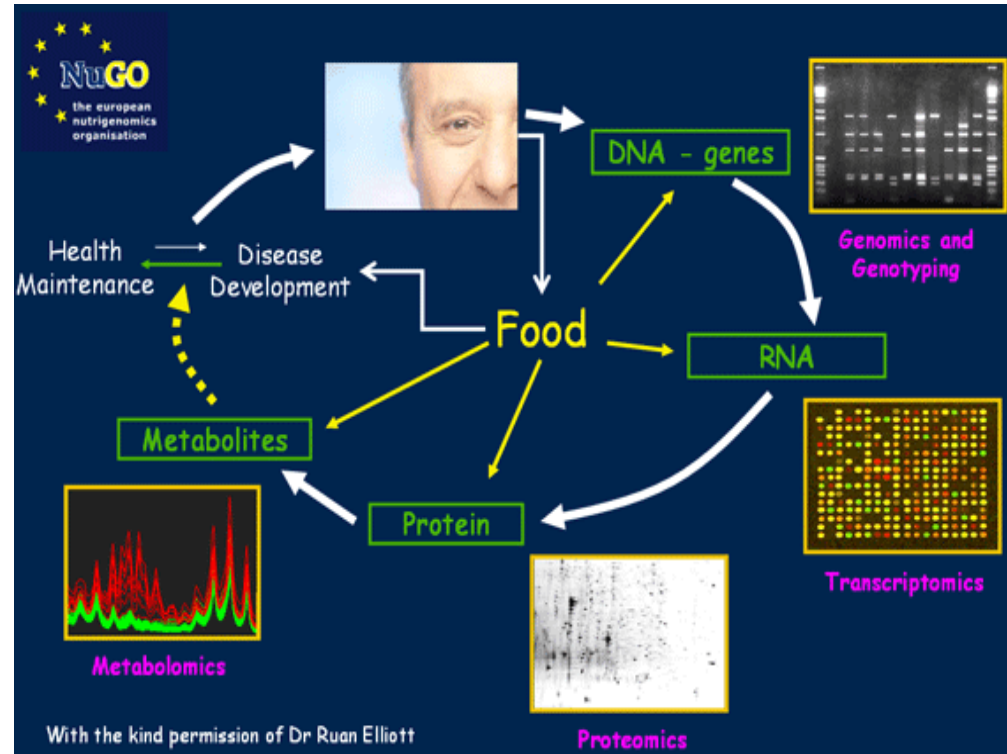 NuGO
the european
nutrigenomics
organisation
DNA - genes
Genomics and
Genotyping
Health
Maintenance
Disease
Development
Food
RNA
Metabolites
Protein
Transcriptomics
Metabolomics
Proteomics
With the kind permission of Dr Ruan Elliott